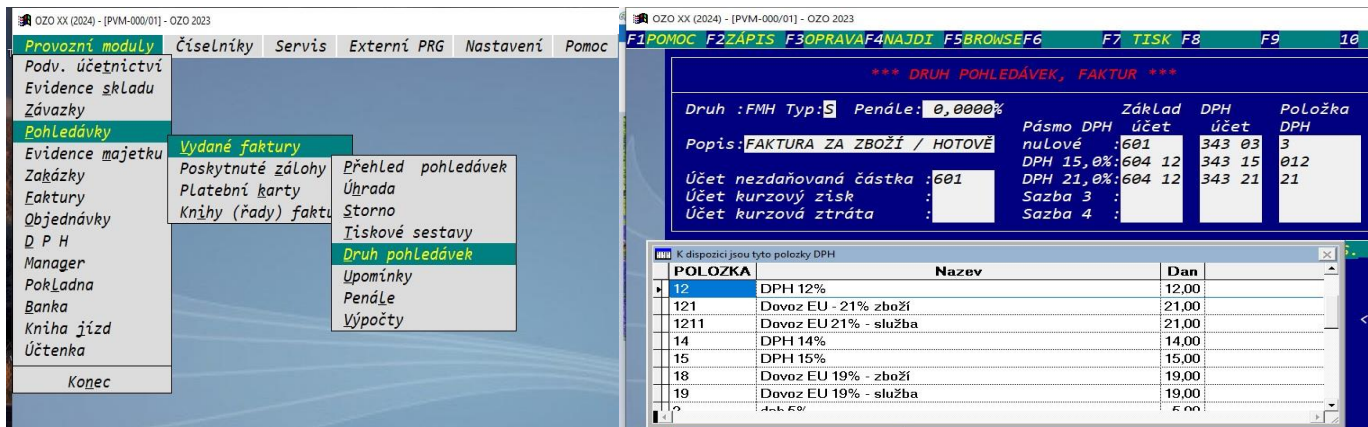 OZO XX (2024) - [PVM-000/01] - OZO 2023
Provozní moduly Číselníky Servis Externí PRG Nastavení Pomoc
Podv. účetnictví
Evidence skladu
Závazky
Pohledávky
Evidence majetku
Zakázky
Faktury
Objednávky
D P H
Manager
Pokladna
Banka
Kniha jízd
Účtenka
Konec
Vydané faktury
Poskytnuté zálohy
Platební karty
Knihy (řady) faktu
Přehled pohledávek
Úhrada
Storno
Tiskové sestavy
Druh pohledávek
Upomínky
Penále
Výpočty
OZO XX (2024) - [PVM-000/01] - OZO 2023
F1POMOC F2ZÁPIS F3OPRAVAF4NAJDI F5BROWSEF6 F7 TISK F8 F9 10
*** DRUH POHLEDÁVEK, FAKTUR ***
Druh :FMH Typ:S Penále: 0,0000% Základ DPH Položka
Pásmo DPH účet účet DPH
Popis:FAKTURA ZA ZBOŽÍ / HOTOVĚ nulové :601 343 03 3
DPH 15,0%:604 12 343 15 012
Účet nezdaňovaná částka :601 DPH 21,0%:604 12 343 21 21
Účet kurzový zisk : Sazba 3 :
Účet kurzová ztráta : Sazba 4 :
K dispozici jsou tyto polozky DPH
POLOZKA Nazev Dan
12 DPH 12% 12,00
121 Dovoz EU - 21% zboží 21,00
1211 Dovoz EU 21% - služba 21,00
14 DPH 14% 14,00
15 DPH 15% 15,00
18 Dovoz EU 19% - zboží 19,00
19 Dovoz EU 19% - služba 19,00
2 dph 5% 5,00